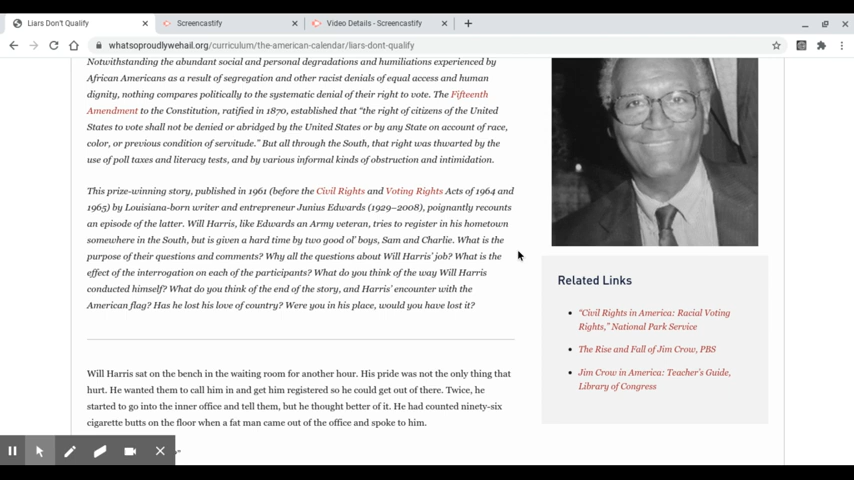 Liars Don't Qualify
Screencastify
Video Details - Screencastify
whatsoproudlywehail.org/curriculum/the-american-calendar/liars-dont-qualify
Notwithstanding the abundant social and personal degradations and humiliations experienced by
African Americans as a result of segregation and other racist denials of equal access and human
dignity, nothing compares politically to the systematic denial of their right to vote. The Fifteenth
Amendment to the Constitution, ratified in 1870, established that "the right of citizens of the United
States to vote shall not be denied or abridged by the United States or by any State on account of race,
color, or previous condition of servitude." But all through the South, that right was thwarted by the
use of poll taxes and literacy tests, and by various informal kinds of obstruction and intimidation.
This prize-winning story, published in 1961 (before the Civil Rights and Voting Rights Acts of 1964 and
1965) by Louisiana-born writer and entrepreneur Junius Edwards (1929–2008), poignantly recounts
an episode of the latter. Will Harris, like Edwards an Army veteran, tries to register in his hometown
somewhere in the South, but is given a hard time by two good ol' boys, Sam and Charlie. What is the
purpose of their questions and comments? Why all the questions about Will Harris' job? What is the
effect of the interrogation on each of the participants? What do you think of the way Will Harris
conducted himself? What do you think of the end of the story, and Harris' encounter with the
American flag? Has he lost his love of country? Were you in his place, would you have lost it?
Will Harris sat on the bench in the waiting room for another hour. His pride was not the only thing that
hurt. He wanted them to call him in and get him registered so he could get out of there. Twice, he
started to go into the inner office and tell them, but he thought better of it. He had counted ninety-six
cigarette butts on the floor when a fat man came out of the office and spoke to him.
Related Links
"Civil Rights in America: Racial Voting
Rights," National Park Service
The Rise and Fall of Jim Crow, PBS
Jim Crow in America: Teacher's Guide,
Library of Congress